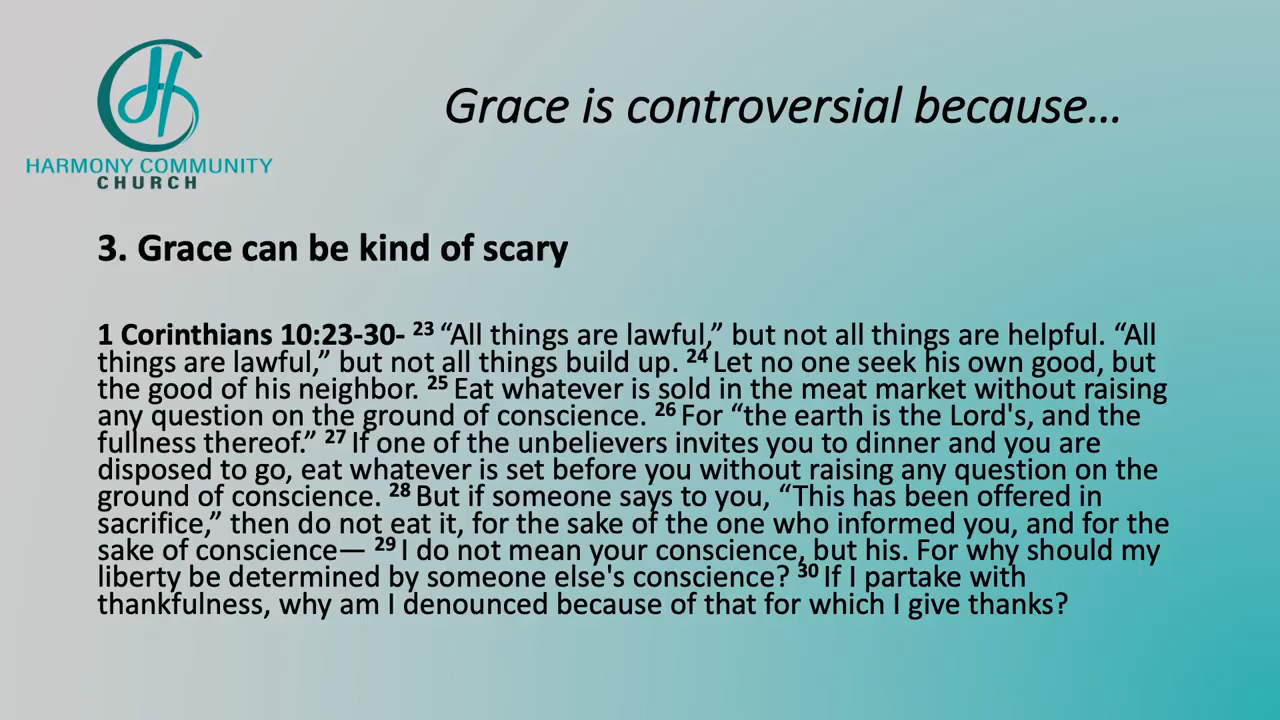 Grace is controversial because...
HARMONY COMMUNITY
CHURCH
3. Grace can be kind of scary
1 Corinthians 10:23-30- 23 “All things are lawful,” but not all things are helpful. “All
things are lawful,” but not all things build up. 24 Let no one seek his own good, but
the good of his neighbor. 25 Eat whatever is sold in the meat market without raising
any question on the ground of conscience. 26 For “the earth is the Lord's, and the
fullness thereof.” 27 If one of the unbelievers invites you to dinner and you are
disposed to go, eat whatever is set before you without raising any question on the
ground of conscience. 28 But if someone says to you, “This has been offered in
sacrifice,” then do not eat it, for the sake of the one who informed you, and for the
sake of conscience— 29 I do not mean your conscience, but his. For why should my
liberty be determined by someone else's conscience? 30 If I partake with
thankfulness, why am I denounced because of that for which I give thanks?